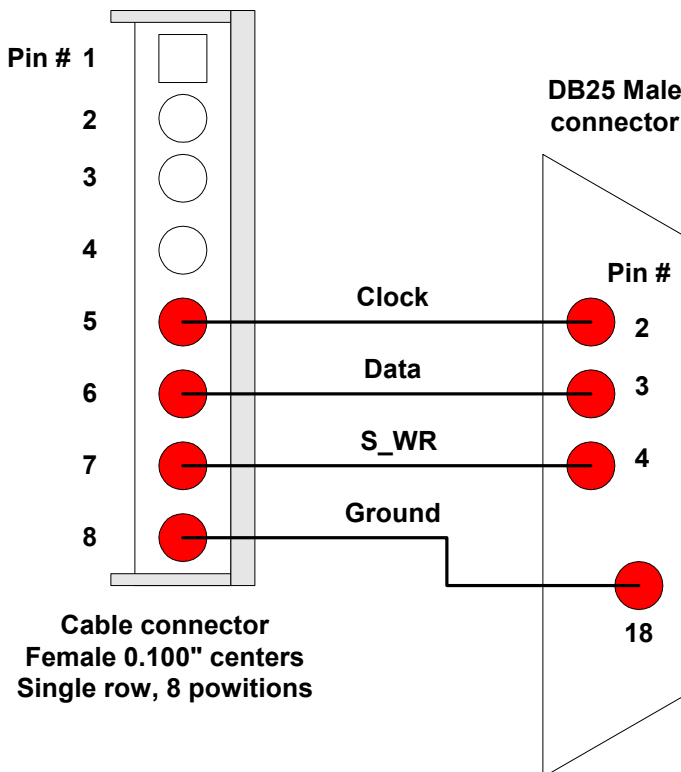 Pin # 1
2
3
4
5
6
7
8
Clock
Data
S_WR
Ground
DB25 Male
connector
Pin #
2
3
4
18
Cable connector
Female 0.100" centers
Single row, 8 powitions